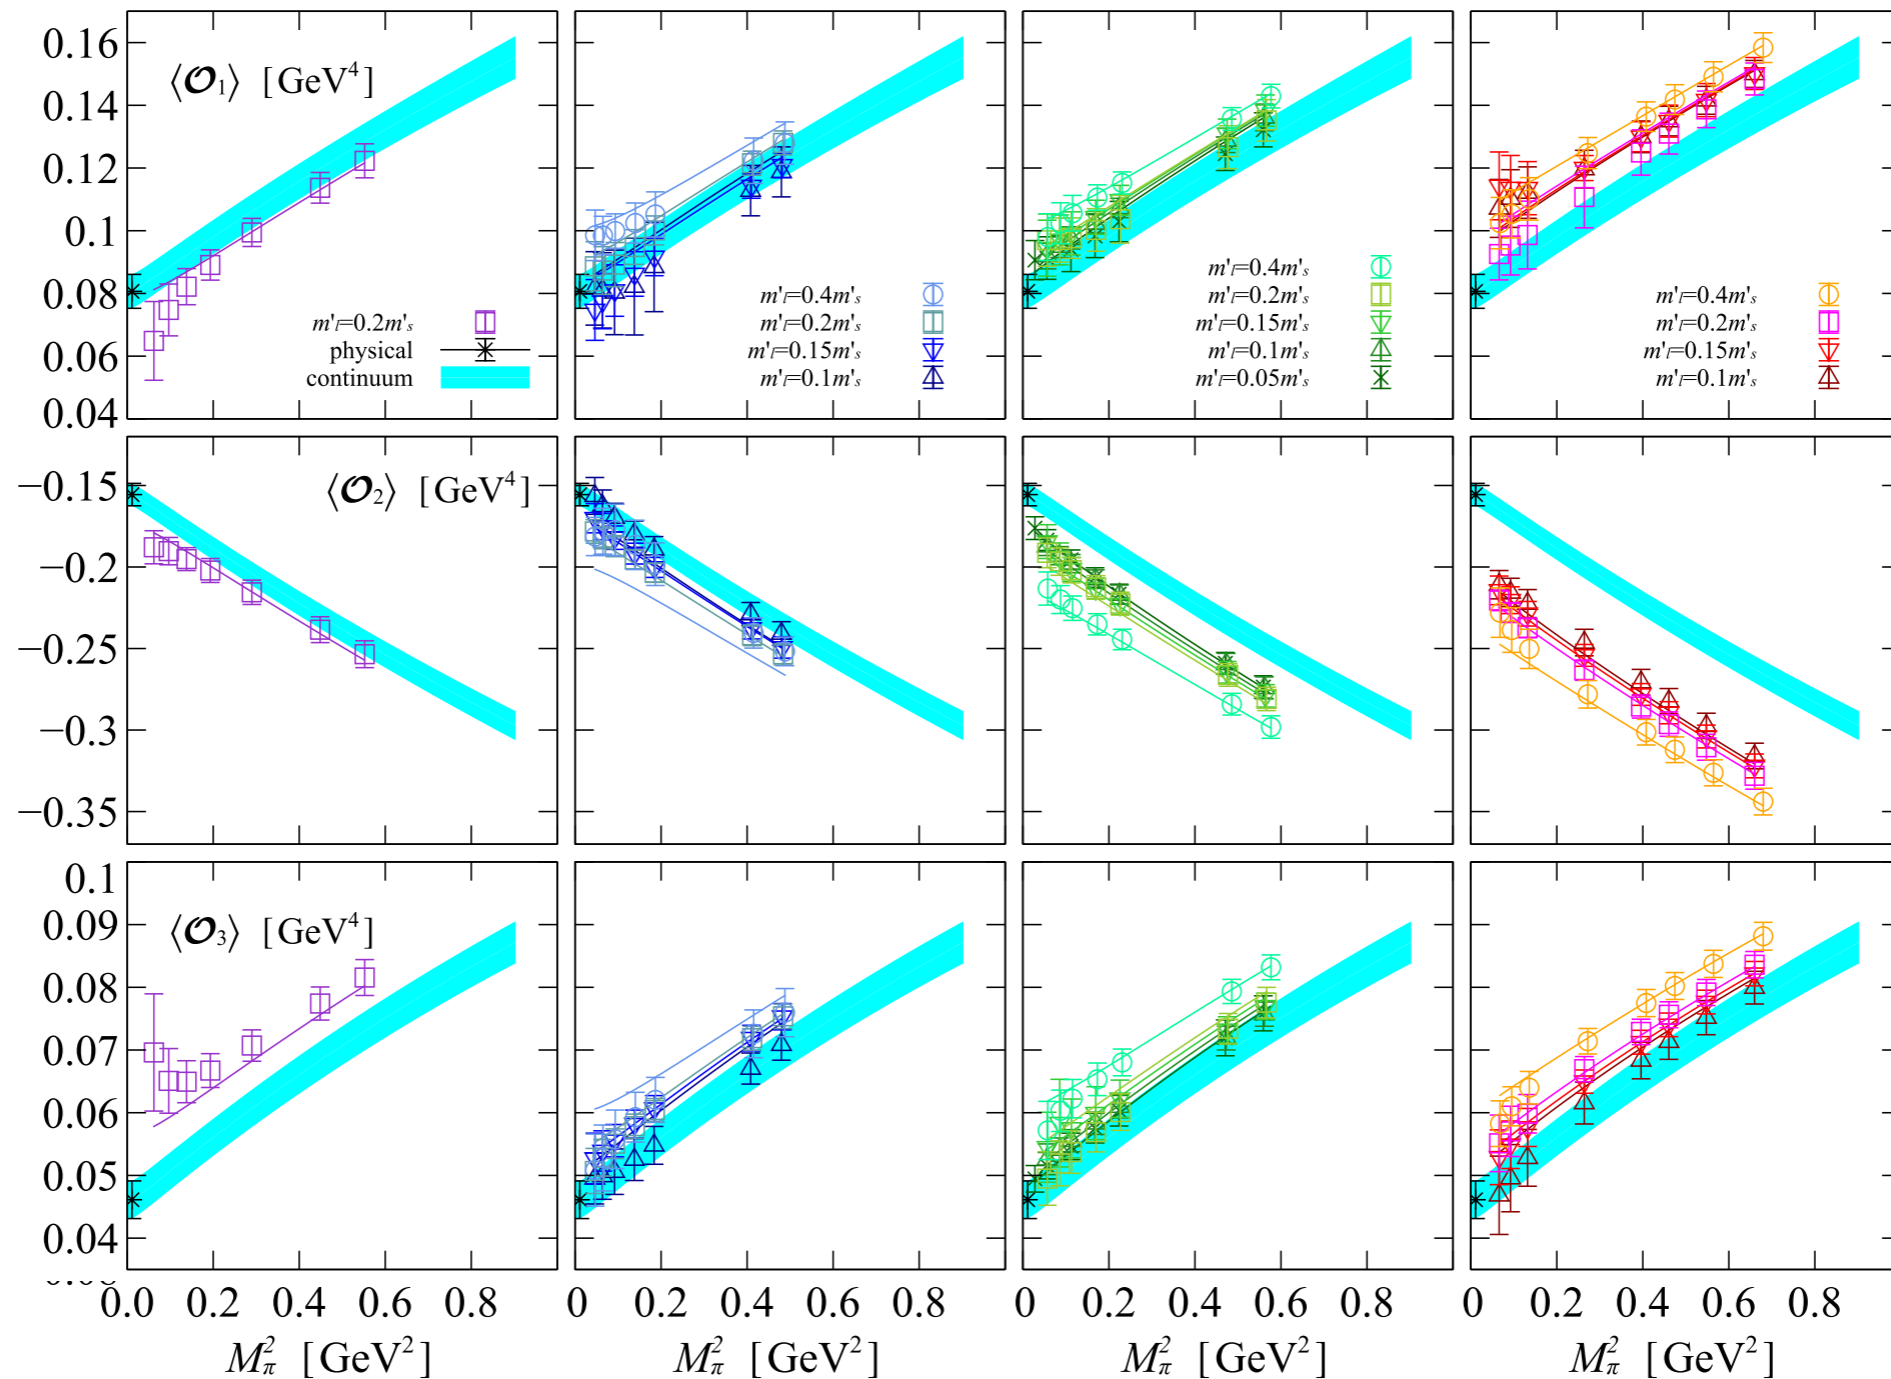 0.16
0.14
0.12
0.1
0.08
0.06
0.04
⟨𝓞₁⟩ [GeV⁴]
m'ₗ=0.2m'ₛ
physical
continuum
m'ₗ=0.4m'ₛ
m'ₗ=0.2m'ₛ
m'ₗ=0.15m'ₛ
m'ₗ=0.1m'ₛ
m'ₗ=0.4m'ₛ
m'ₗ=0.2m'ₛ
m'ₗ=0.15m'ₛ
m'ₗ=0.1m'ₛ
m'ₗ=0.05m'ₛ
m'ₗ=0.4m'ₛ
m'ₗ=0.2m'ₛ
m'ₗ=0.15m'ₛ
m'ₗ=0.1m'ₛ
−0.15
−0.2
−0.25
−0.3
−0.35
⟨𝓞₂⟩ [GeV⁴]
0.1
0.09
0.08
0.07
0.06
0.05
0.04
⟨𝓞₃⟩ [GeV⁴]
0.0 0.2 0.4 0.6 0.8
0 0.2 0.4 0.6 0.8
0 0.2 0.4 0.6 0.8
0 0.2 0.4 0.6 0.8
M²π [GeV²]
M²π [GeV²]
M²π [GeV²]
M²π [GeV²]